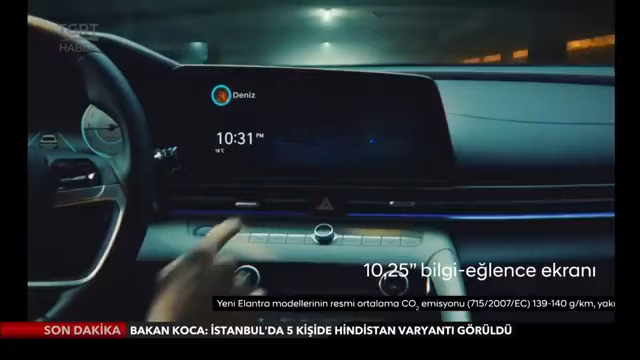 TGRT
HABER
Deniz
10:31 PM
10,25” bilgi-eğlence ekranı
Yeni Elantra modellerinin resmi ortalama CO₂ emisyonu (715/2007/EC) 139-140 g/km, yakı
SON DAKİKA BAKAN KOCA: İSTANBUL'DA 5 KİŞİDE HİNDİSTAN VARYANTI GÖRÜLDÜ